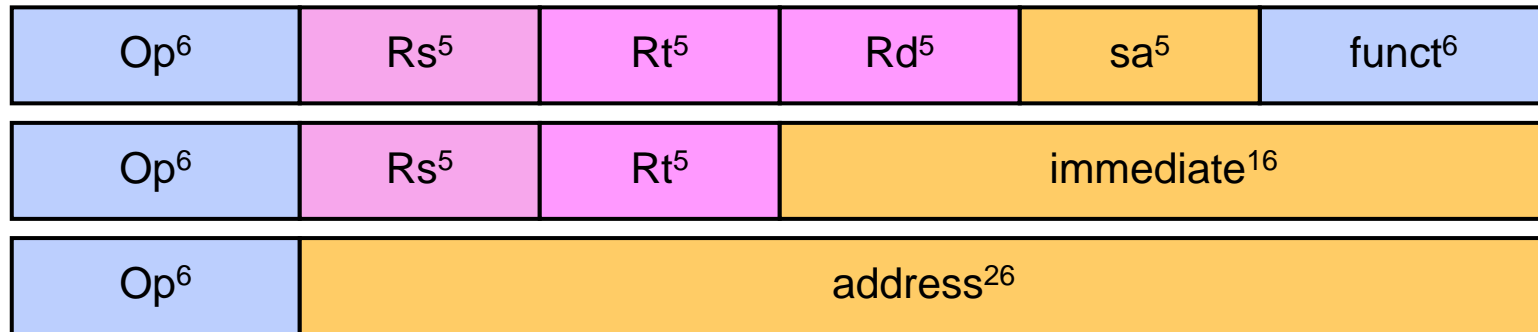 Op⁶ Rs⁵ Rt⁵ Rd⁵ sa⁵ funct⁶
Op⁶ Rs⁵ Rt⁵ immediate¹⁶
Op⁶ address²⁶